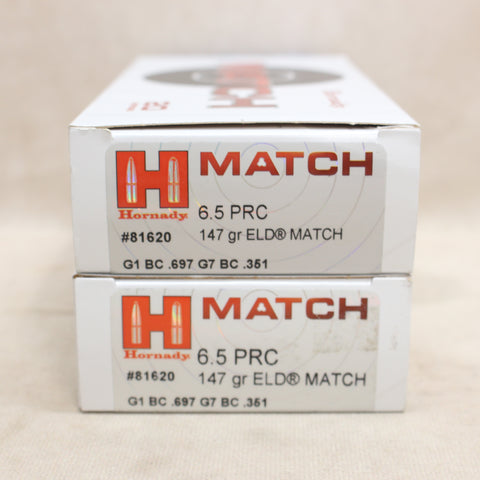 MATCH
H
Hornady
6.5 PRC
#81620
147 gr ELD® MATCH
G1 BC .697 G7 BC .351
MATCH
H
Hornady
6.5 PRC
#81620
147 gr ELD® MATCH
G1 BC .697 G7 BC .351